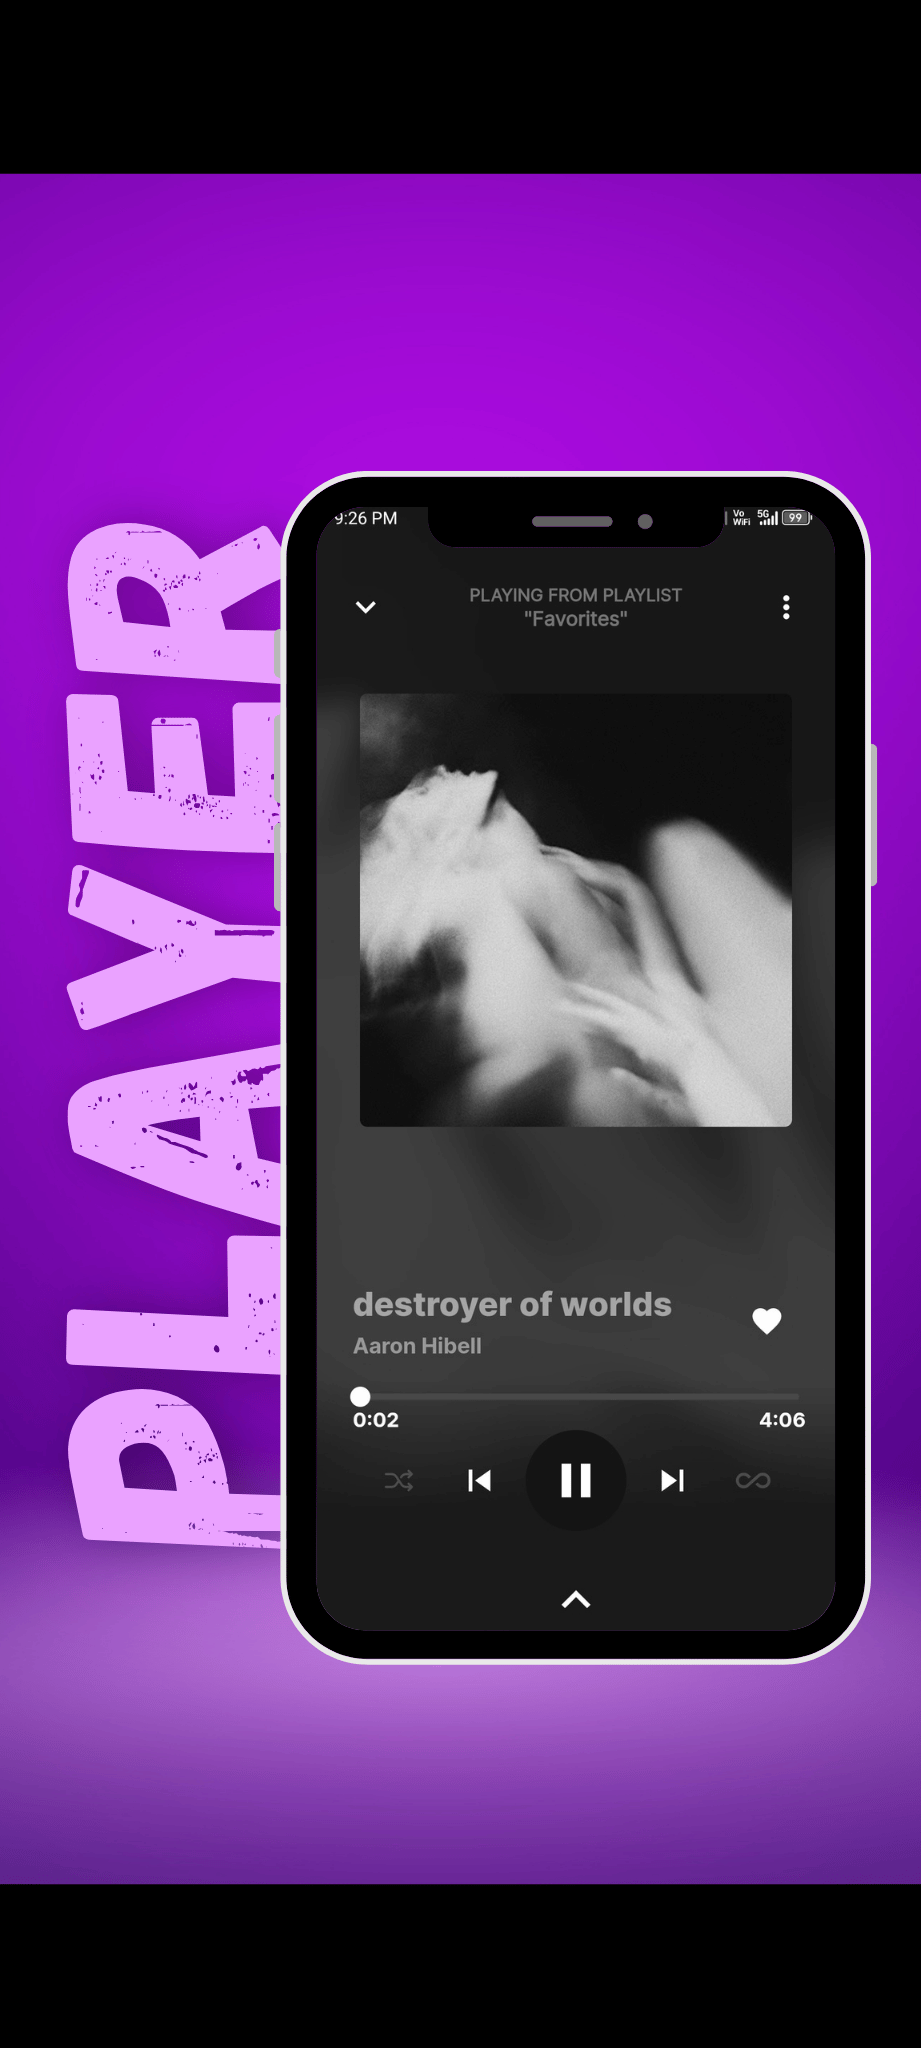 PLAYER
9:26 PM
Vo WiFi 5G 99
PLAYING FROM PLAYLIST
"Favorites"
destroyer of worlds
Aaron Hibell
0:02 4:06